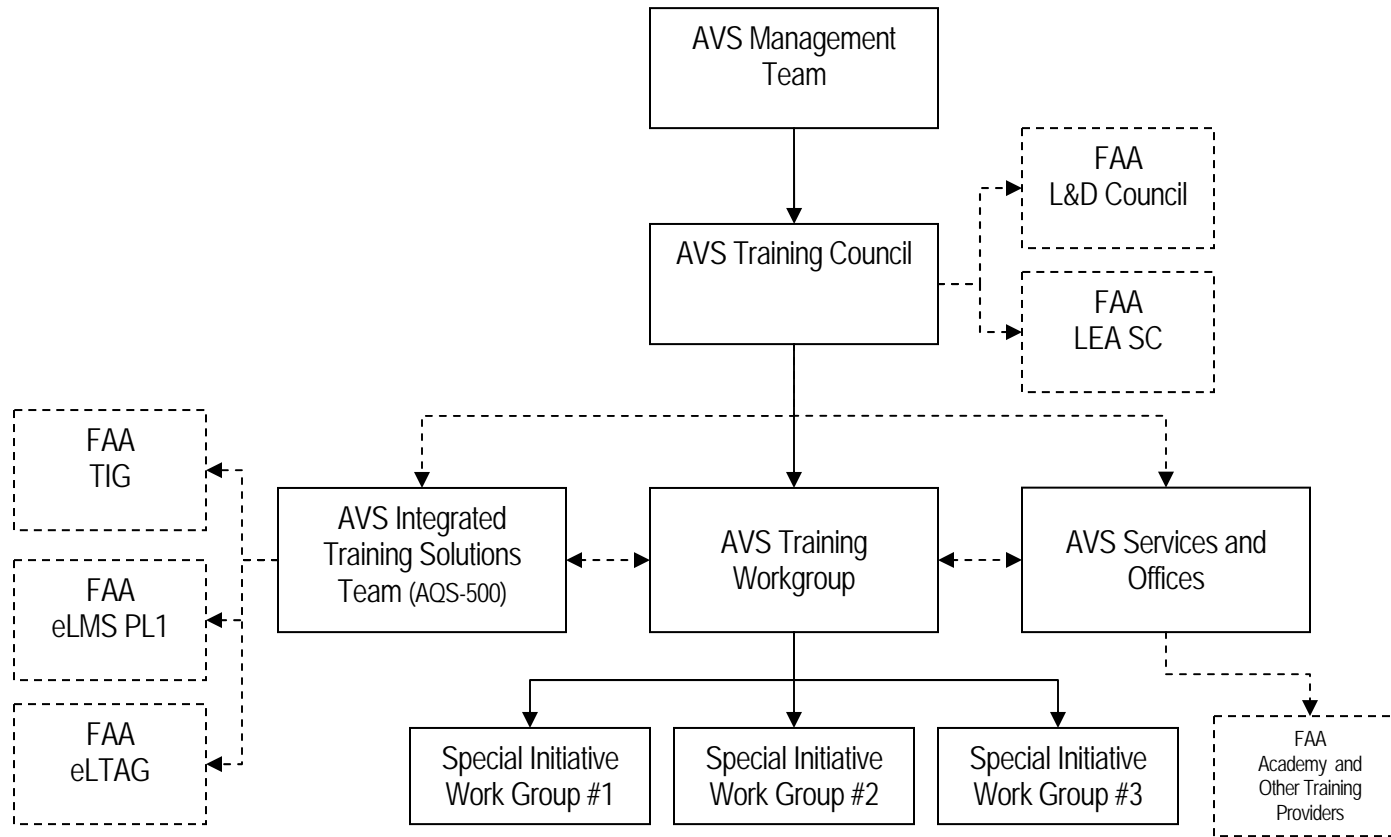 AVS Management
Team
FAA
L&D Council
AVS Training Council
FAA
LEA SC
FAA
TIG
AVS Integrated
Training Solutions
Team (AQS-500)
AVS Training
Workgroup
AVS Services and
Offices
FAA
eLMS PL1
FAA
eLTAG
Special Initiative
Work Group #1
Special Initiative
Work Group #2
Special Initiative
Work Group #3
FAA
Academy and
Other Training
Providers